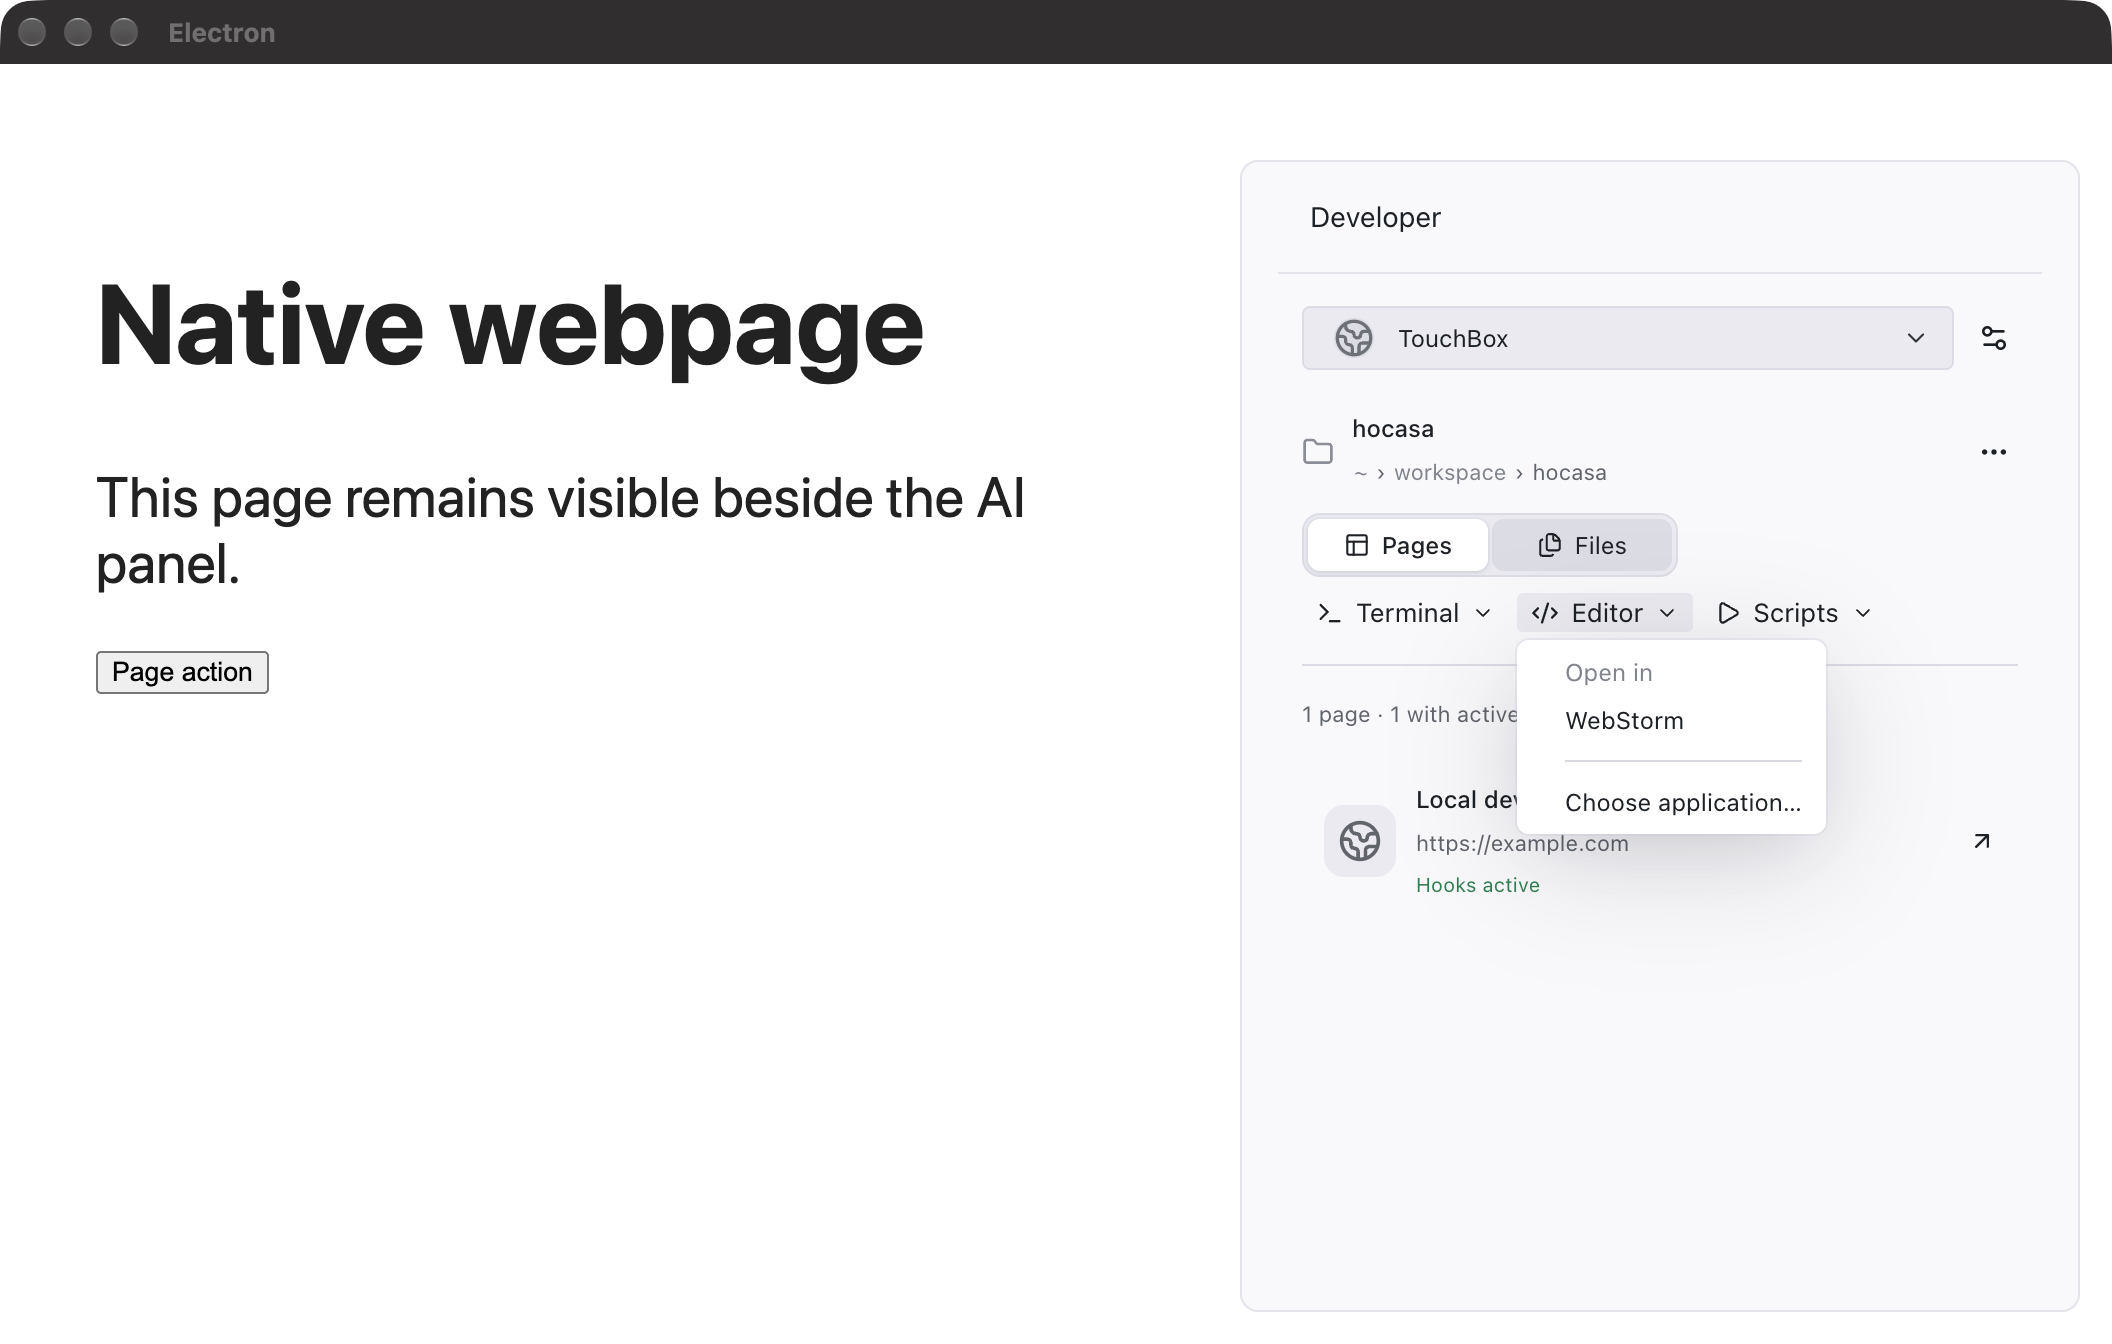 Electron
Native webpage
This page remains visible beside the AI
panel.
Page action
Developer
TouchBox
hocasa
~ › workspace › hocasa
Pages
Files
>_ Terminal
</> Editor
Scripts
Open in
WebStorm
Choose application...
1 page · 1 with active
Local dev
https://example.com
Hooks active